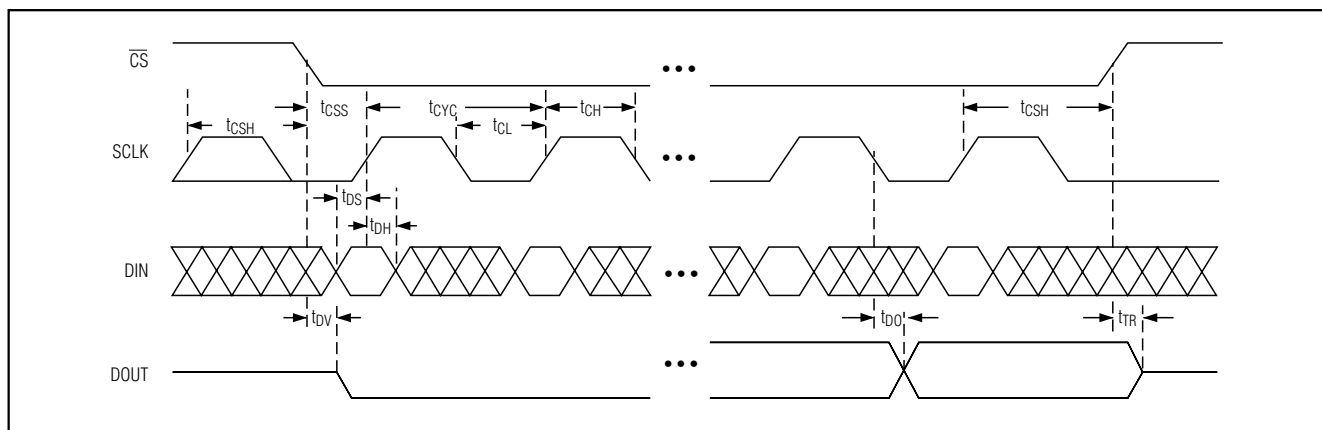 CS
•••
tCSS
tCYC
tCH
tCSH
tCSH
tCL
SCLK
•••
tDS
tDH
DIN
•••
tDV
tDO
tTR
•••
DOUT